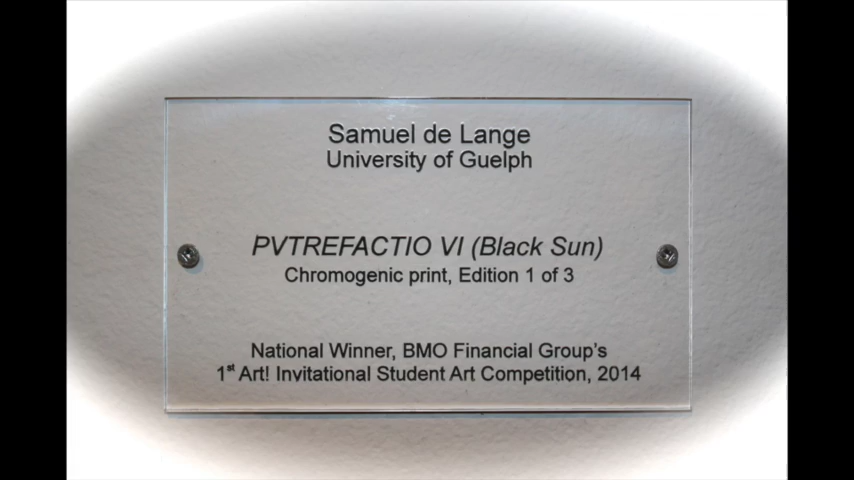 Samuel de Lange
University of Guelph
PVTREFACTIO VI (Black Sun)
Chromogenic print, Edition 1 of 3
National Winner, BMO Financial Group's
1st Art! Invitational Student Art Competition, 2014